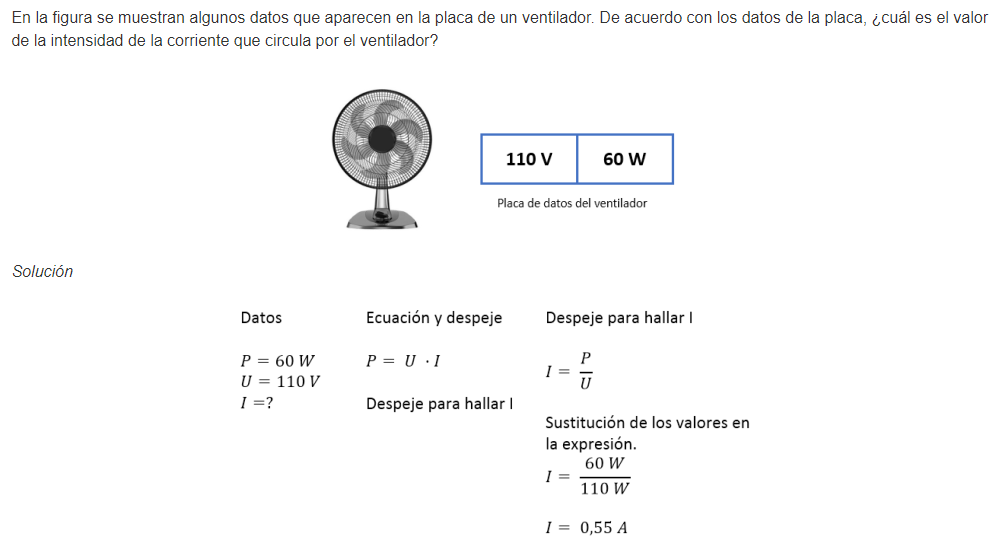 En la figura se muestran algunos datos que aparecen en la placa de un ventilador. De acuerdo con los datos de la placa, ¿cuál es el valor
de la intensidad de la corriente que circula por el ventilador?
110 V
60 W
Placa de datos del ventilador
Solución
Datos
P = 60 W
U = 110 V
I =?
Ecuación y despeje
P = U · I
Despeje para hallar I
Despeje para hallar I
I = P/U
Sustitución de los valores en
la expresión.
I = 60 W/110 W
I = 0,55 A